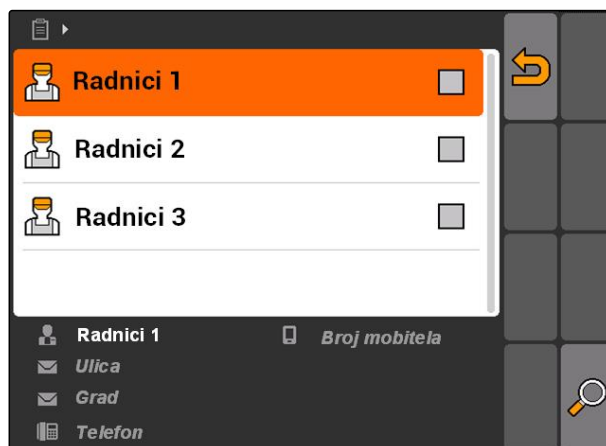 Radnici 1
Radnici 2
Radnici 3
Radnici 1 Broj mobitela
Ulica
Grad
Telefon